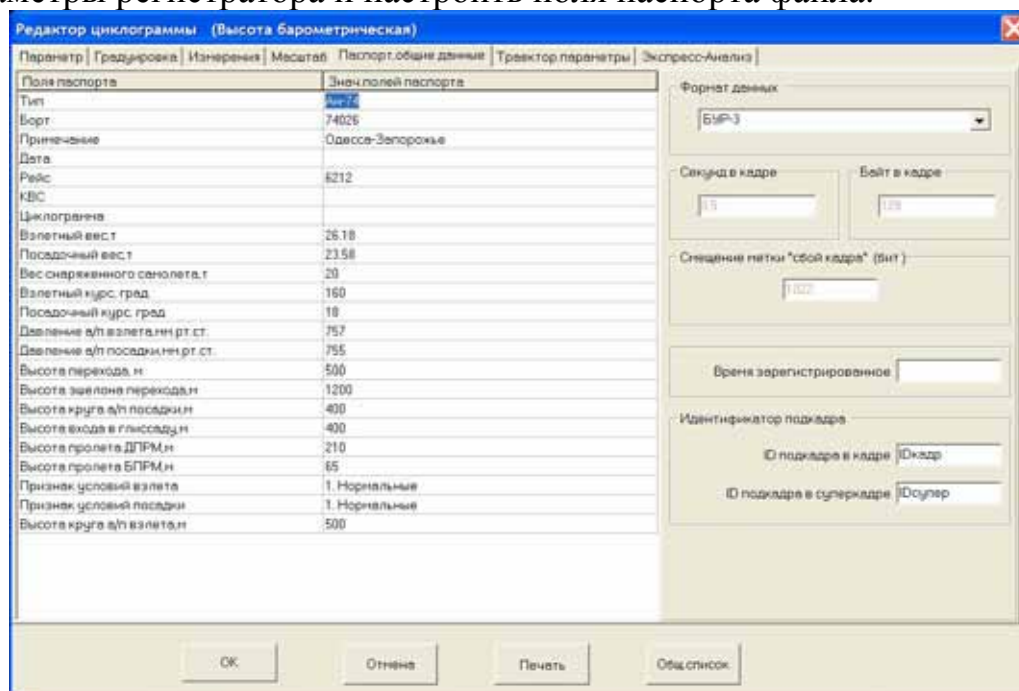 метры регистратора и настроить поля паспорта файла.
Редактор циклограммы (Высота барометрическая)
Параметр Градуировка Измерения Масштаб Паспорт,общие данные Траектор.параметры Экспресс-Анализ
Поля паспорта Знач.полей паспорта
Тип Ан-74
Борт 74026
Примечание Одесса-Запорожье
Дата
Рейс 6212
КВС
Циклограмма
Взлетный вес,т 26.18
Посадочный вес,т 23.58
Вес снаряженного самолета,т 20
Взлетный курс, град. 160
Посадочный курс, град. 18
Давление а/п взлета,мм.рт.ст. 757
Давление а/п посадки,мм.рт.ст. 755
Высота перехода, м 500
Высота эшелона перехода,м 1200
Высота круга а/п посадки,м 400
Высота входа в глиссаду,м 400
Высота пролета ДПРМ,м 210
Высота пролета БПРМ,м 65
Признак условий взлета 1. Нормальные
Признак условий посадки 1. Нормальные
Высота круга а/п взлета,м 500
Формат данных
БУР-3
Секунд в кадре Байт в кадре
0.5 128
Смещение метки "сбой кадра" (бит)
1022
Время зарегистрированное
Идентификатор подкадра
ID подкадра в кадре IDкадр
ID подкадра в суперкадре IDсупер
OK Отмена Печать Общ.список